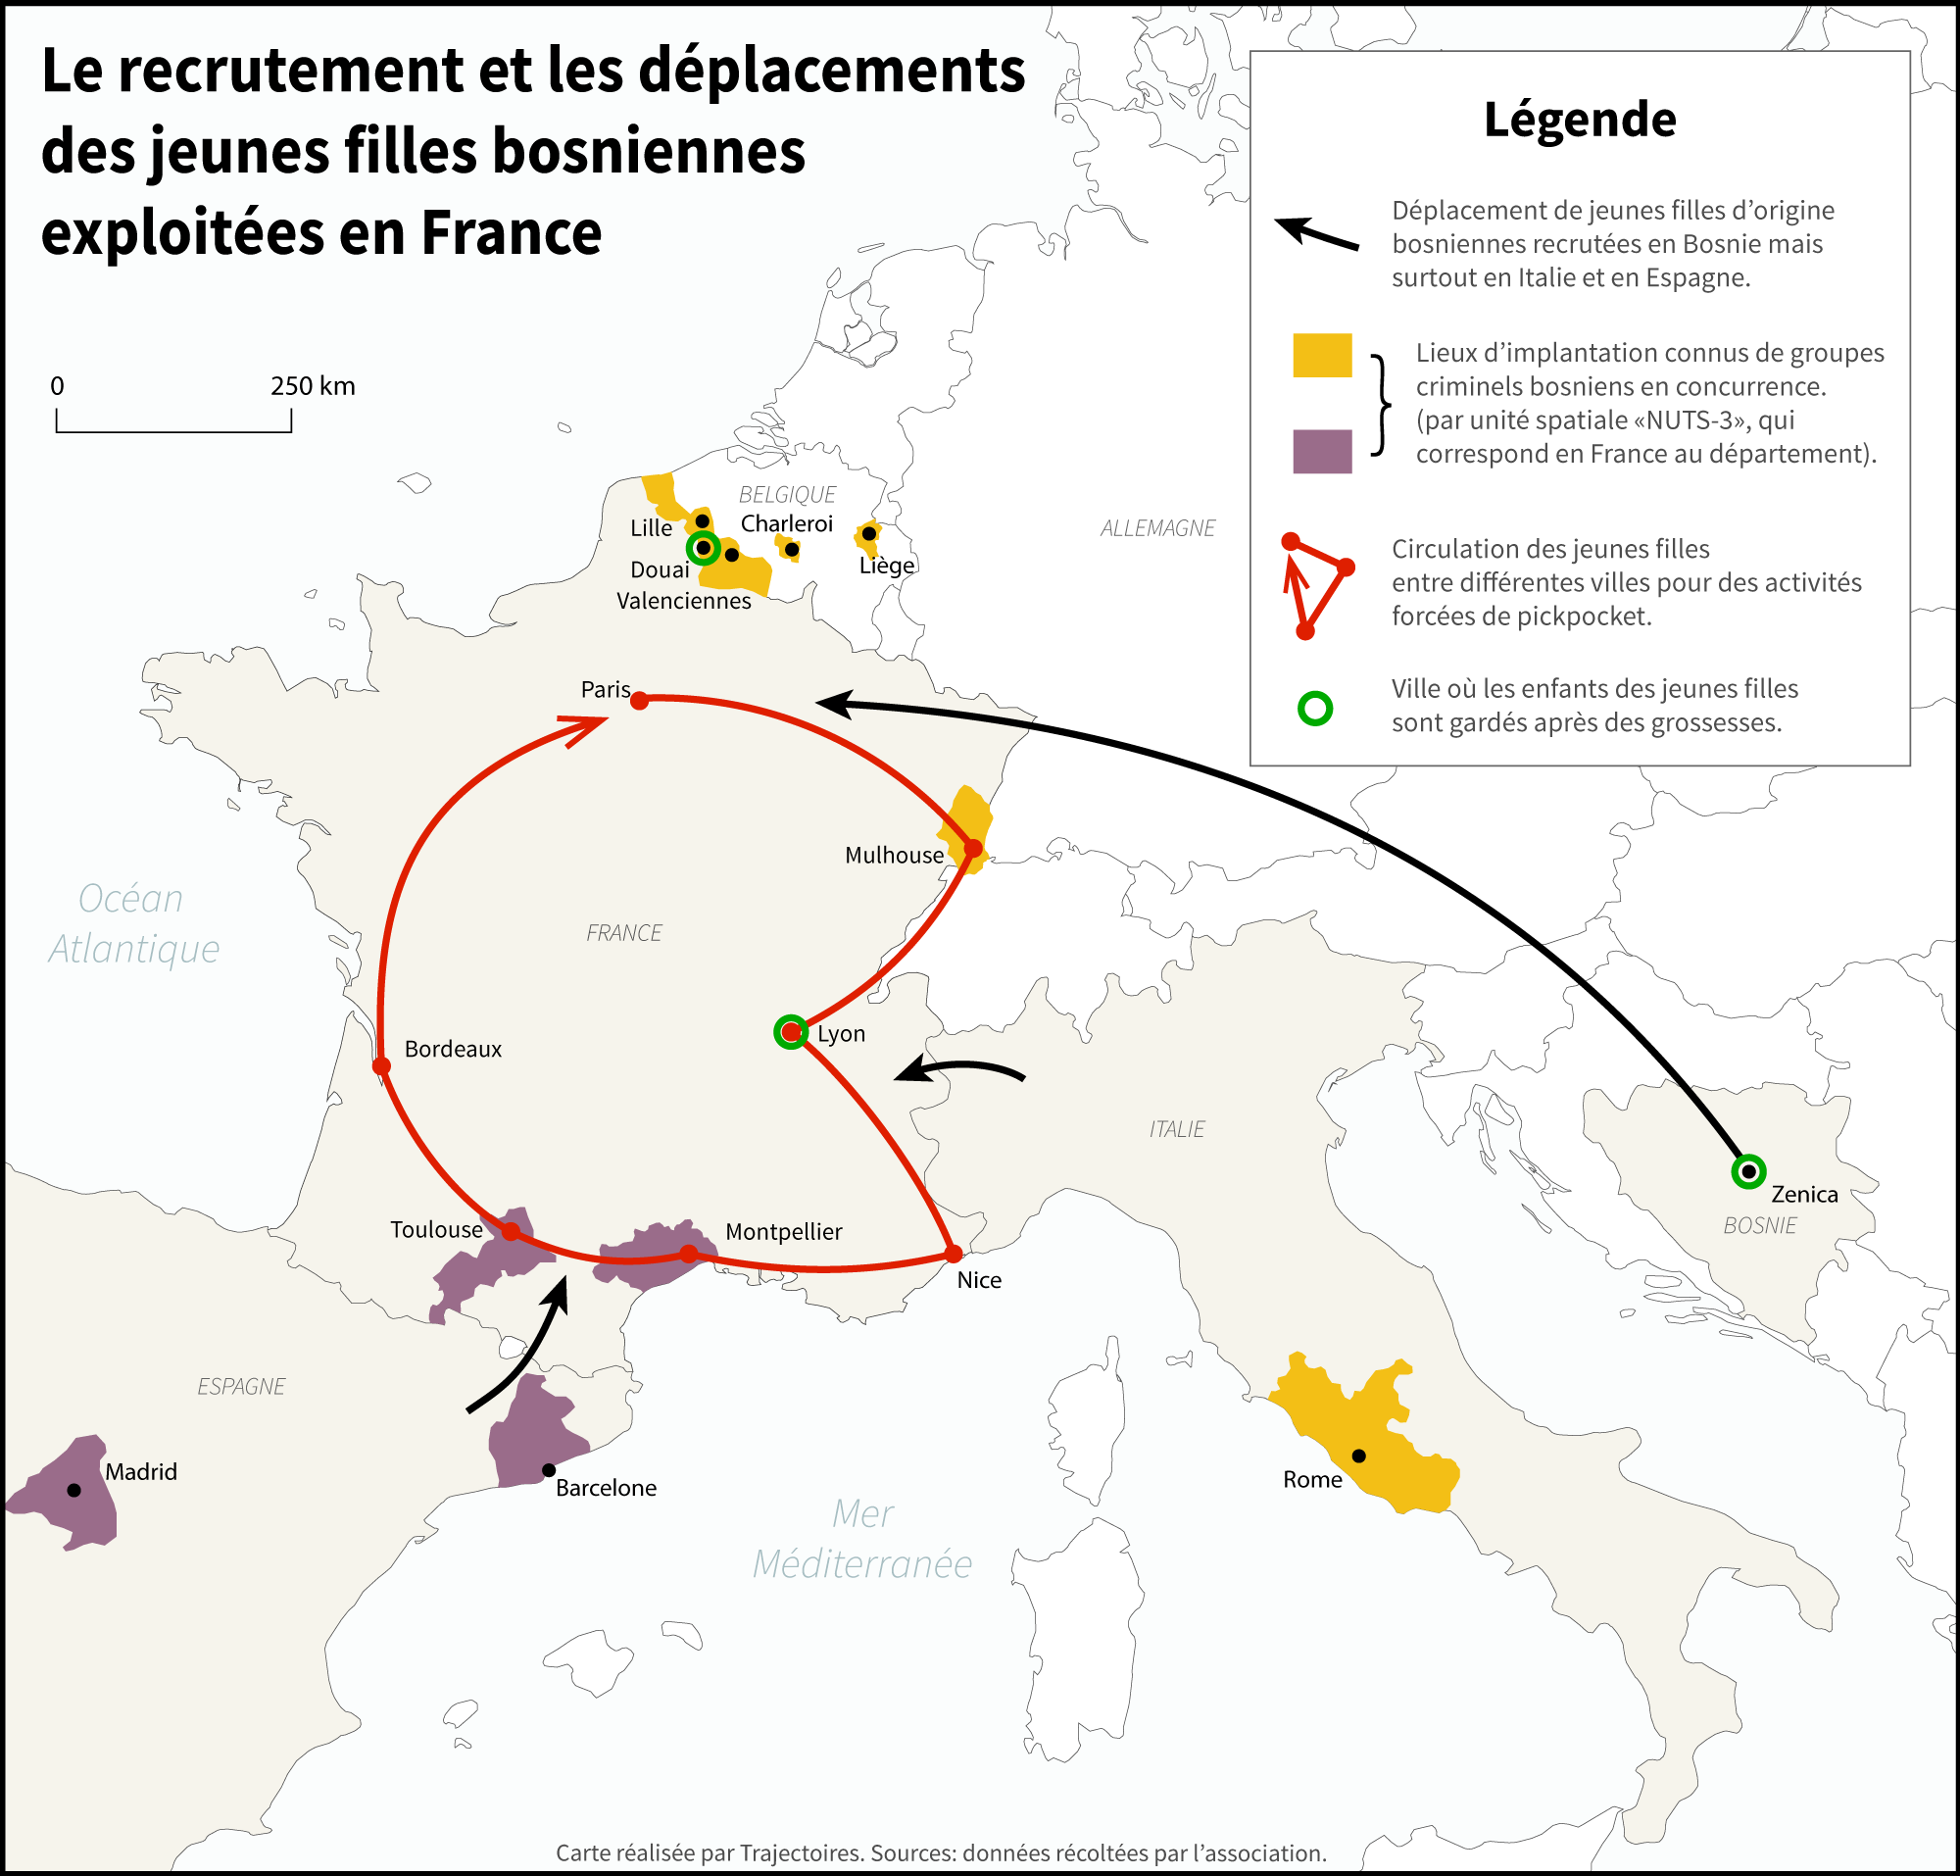 Le recrutement et les déplacements
des jeunes filles bosniennes
exploitées en France
0
250 km
Légende
Déplacement de jeunes filles d’origine
bosniennes recrutées en Bosnie mais
surtout en Italie et en Espagne.
Lieux d’implantation connus de groupes
criminels bosniens en concurrence.
(par unité spatiale «NUTS-3», qui
correspond en France au département).
Circulation des jeunes filles
entre différentes villes pour des activités
forcées de pickpocket.
Ville où les enfants des jeunes filles
sont gardés après des grossesses.
BELGIQUE
Lille
Charleroi
ALLEMAGNE
Douai
Liège
Valenciennes
Paris
Mulhouse
Océan
Atlantique
FRANCE
Lyon
Bordeaux
ITALIE
Zenica
BOSNIE
Toulouse
Montpellier
Nice
ESPAGNE
Madrid
Barcelone
Rome
Mer
Méditerranée
Carte réalisée par Trajectoires. Sources: données récoltées par l’association.